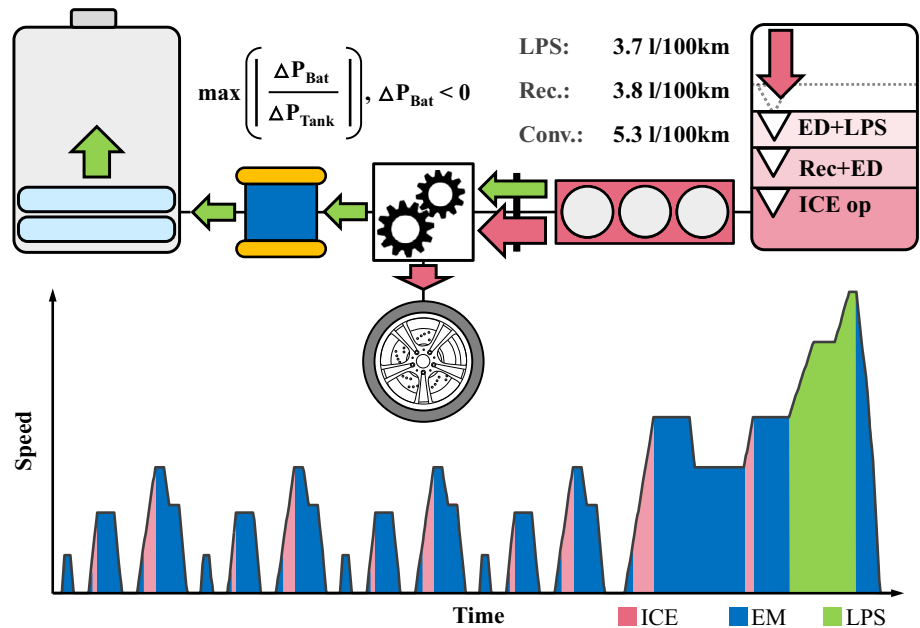 max(|ΔP_Bat / ΔP_Tank|), ΔP_Bat < 0
LPS: 3.7 l/100km
Rec.: 3.8 l/100km
Conv.: 5.3 l/100km
ED+LPS
Rec+ED
ICE op
Speed
Time
ICE
EM
LPS